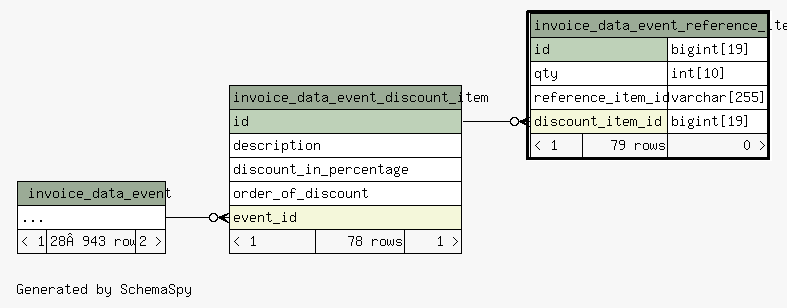 invoice_data_event_reference_ite
id bigint[19]
qty int[10]
reference_item_id varchar[255]
discount_item_id bigint[19]
< 1 79 rows 0 >
invoice_data_event_discount_item
id
description
discount_in_percentage
order_of_discount
event_id
< 1 78 rows 1 >
invoice_data_event
...
< 1 28Â 943 row 2 >
Generated by SchemaSpy